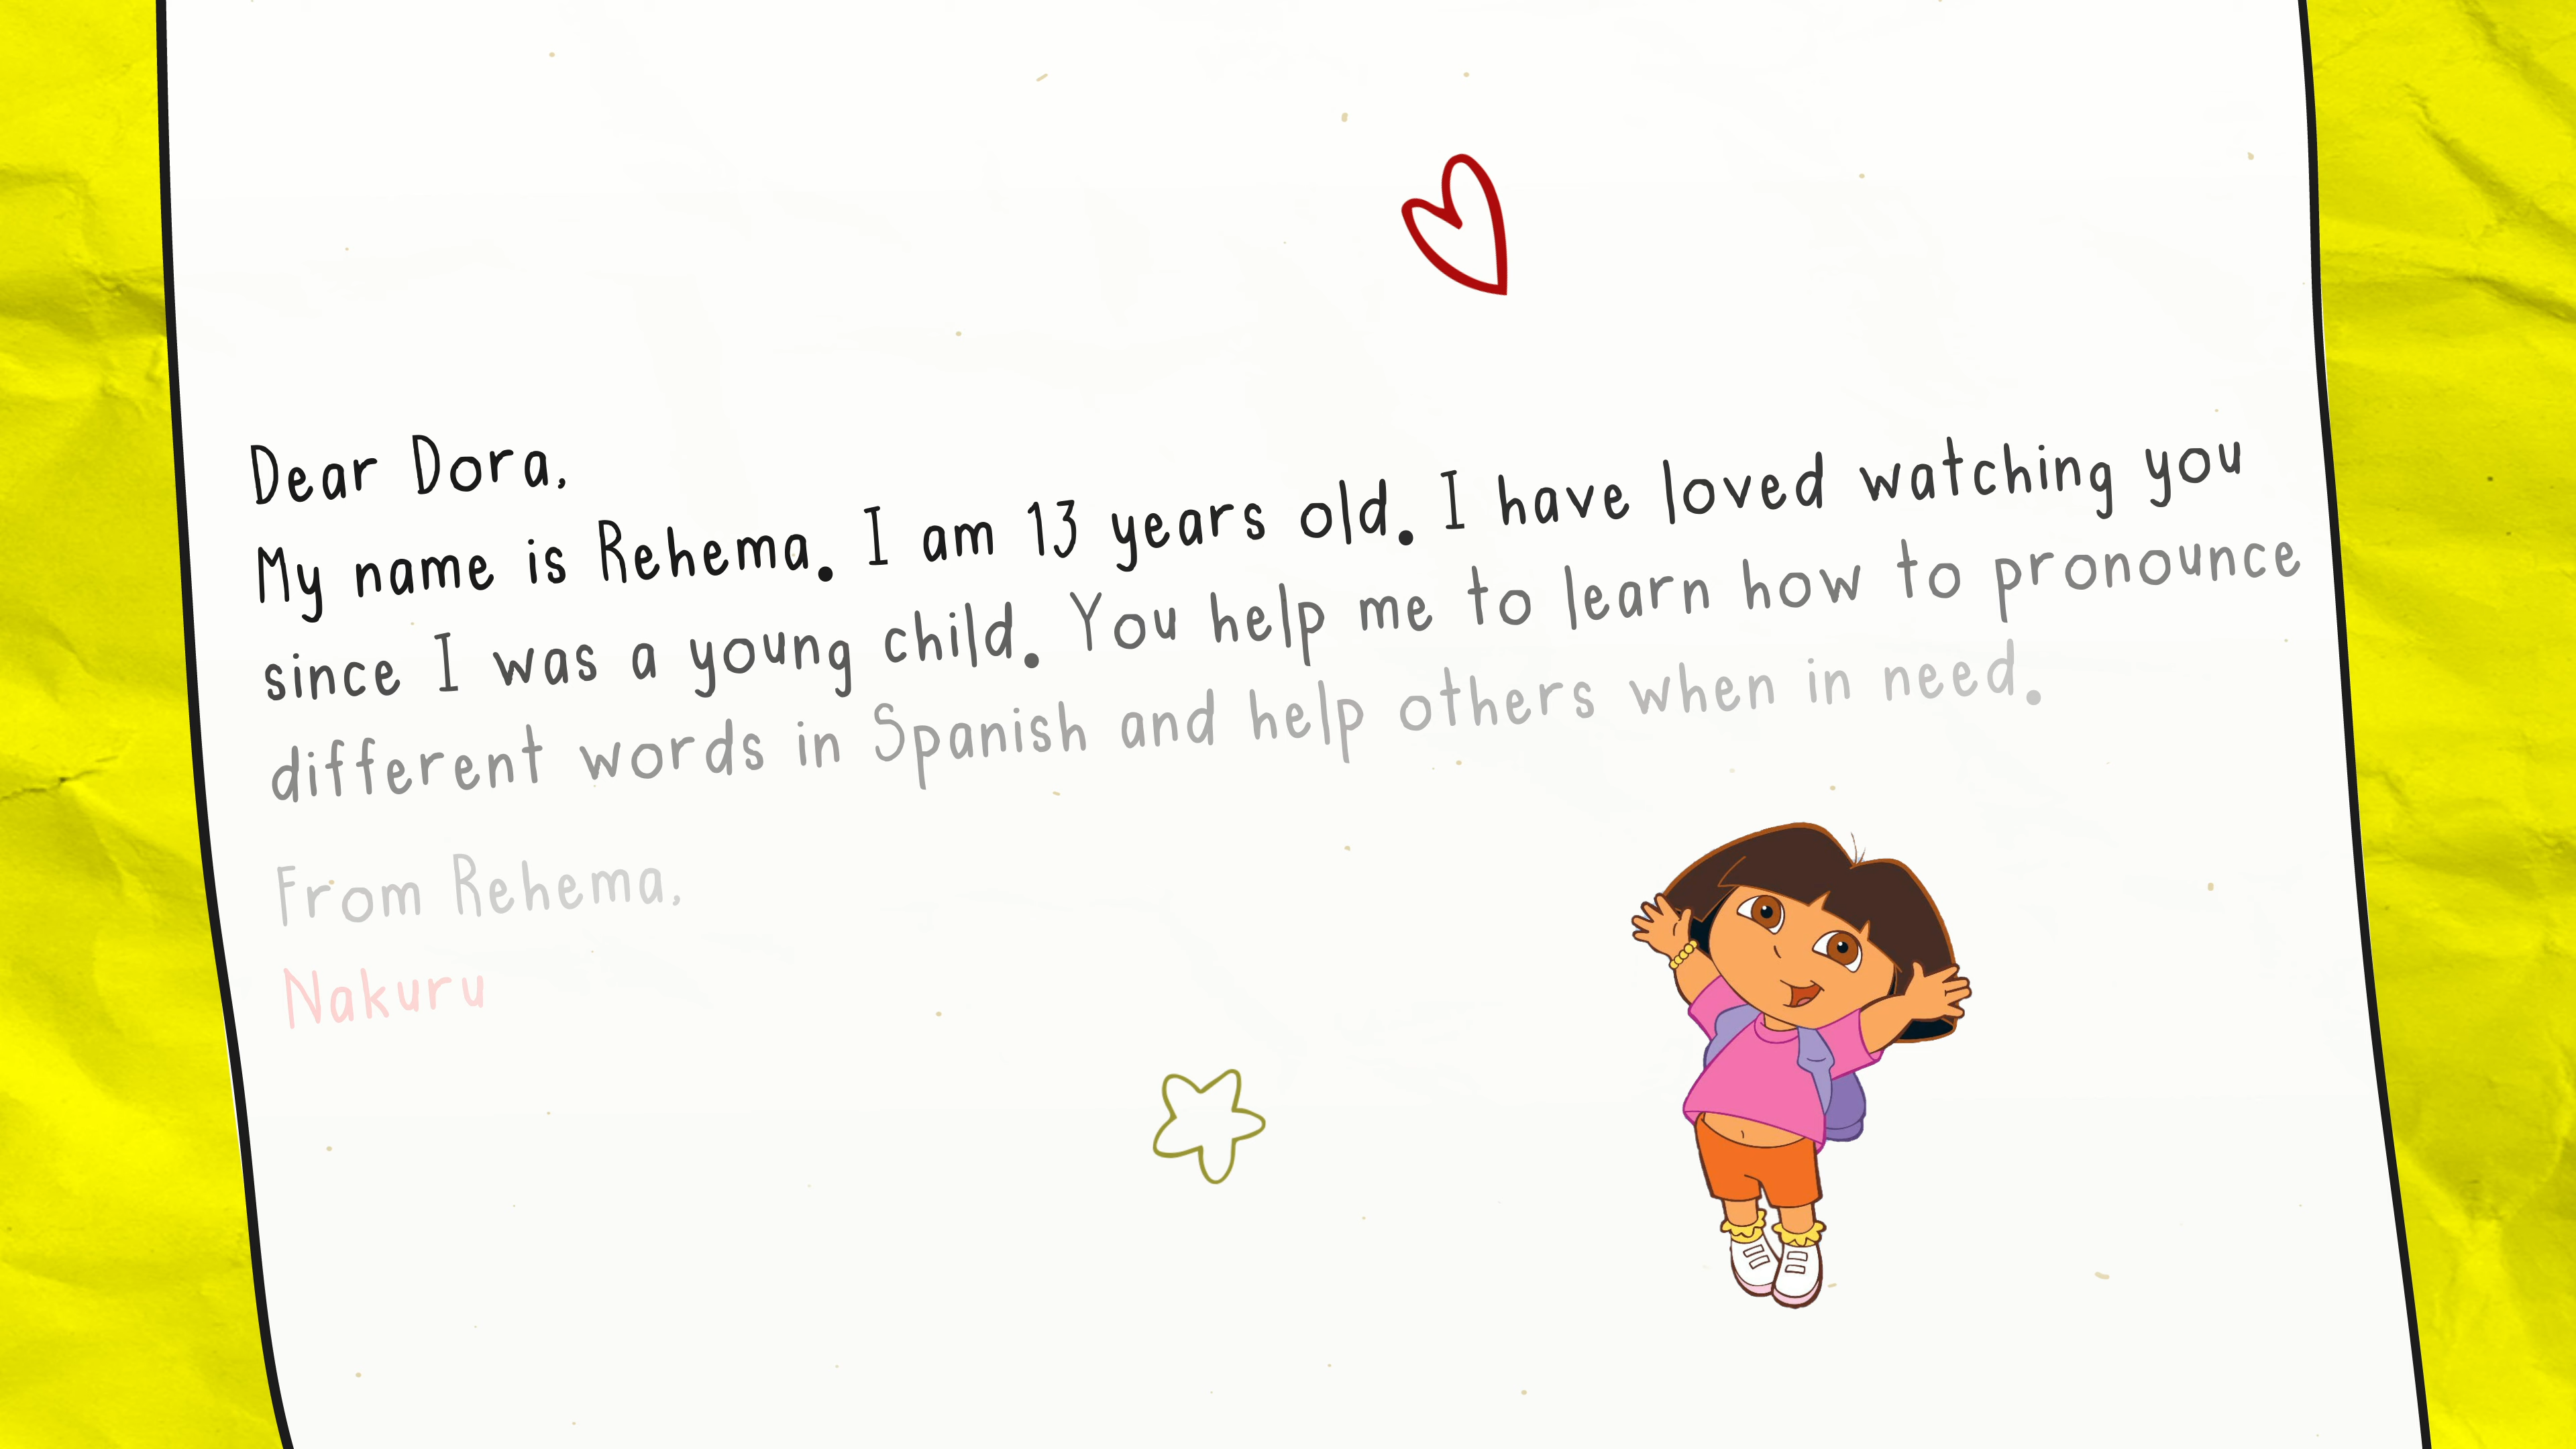 Dear Dora,
My name is Rehema. I am 13 years old. I have loved watching you
since I was a young child. You help me to learn how to pronounce
different words in Spanish and help others when in need.
From Rehema,
Nakuru